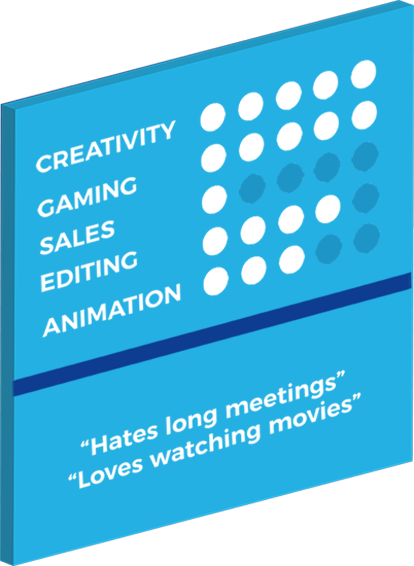 CREATIVITY
GAMING
SALES
EDITING
ANIMATION
“Hates long meetings”
“Loves watching movies”